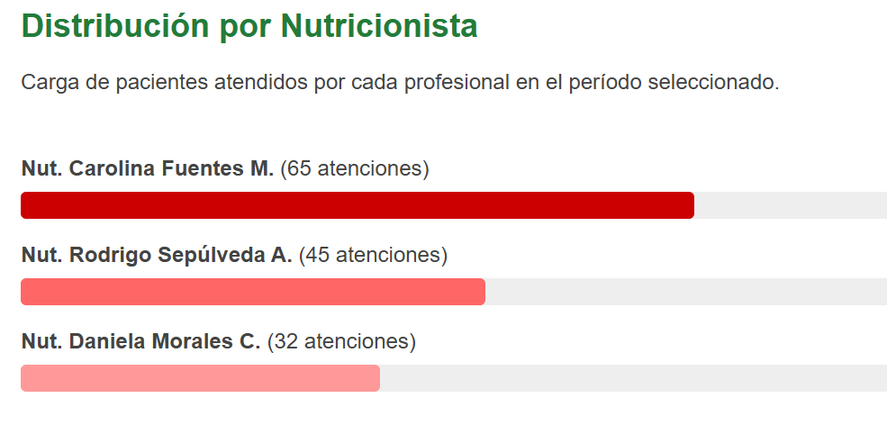 Distribución por Nutricionista
Carga de pacientes atendidos por cada profesional en el período seleccionado.
Nut. Carolina Fuentes M. (65 atenciones)
Nut. Rodrigo Sepúlveda A. (45 atenciones)
Nut. Daniela Morales C. (32 atenciones)